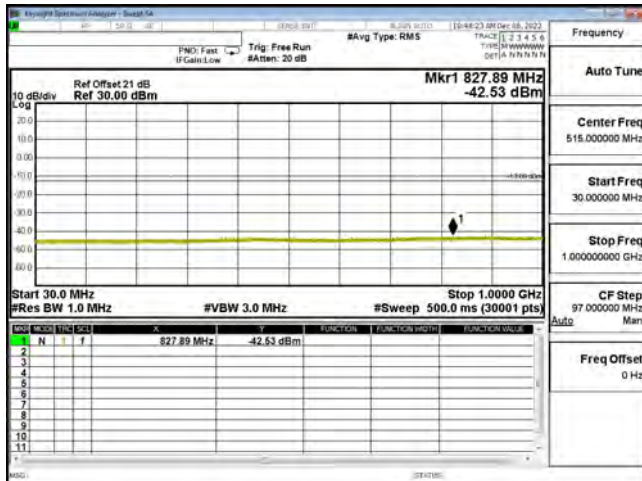 Keysight Spectrum Analyzer - Swept SA
RF 50 Ω AC SENSE:INT ALIGN AUTO 10:48:23 AM Dec 08, 2022
#Avg Type: RMS TRACE 1 2 3 4 5 6
PNO: Fast Trig: Free Run TYPE M WWWWW
IFGain:Low #Atten: 20 dB DET A N N N N N
Frequency
Auto Tune
Center Freq
515.000000 MHz
Start Freq
30.000000 MHz
Stop Freq
1.000000000 GHz
CF Step
97.000000 MHz
Auto Man
Freq Offset
0 Hz
Mkr1 827.89 MHz
-42.53 dBm
Ref Offset 21 dB
10 dB/div Ref 30.00 dBm
Log
20.0
10.0
0.00
-10.0
-13.00 dBm
-20.0
-30.0
-40.0
-50.0
-60.0
1
Start 30.0 MHz Stop 1.0000 GHz
#Res BW 1.0 MHz #VBW 3.0 MHz #Sweep 500.0 ms (30001 pts)
MKR MODE TRC SCL X Y FUNCTION FUNCTION WIDTH FUNCTION VALUE
1 N 1 f 827.89 MHz -42.53 dBm
2
3
4
5
6
7
8
9
10
11
MSG STATUS